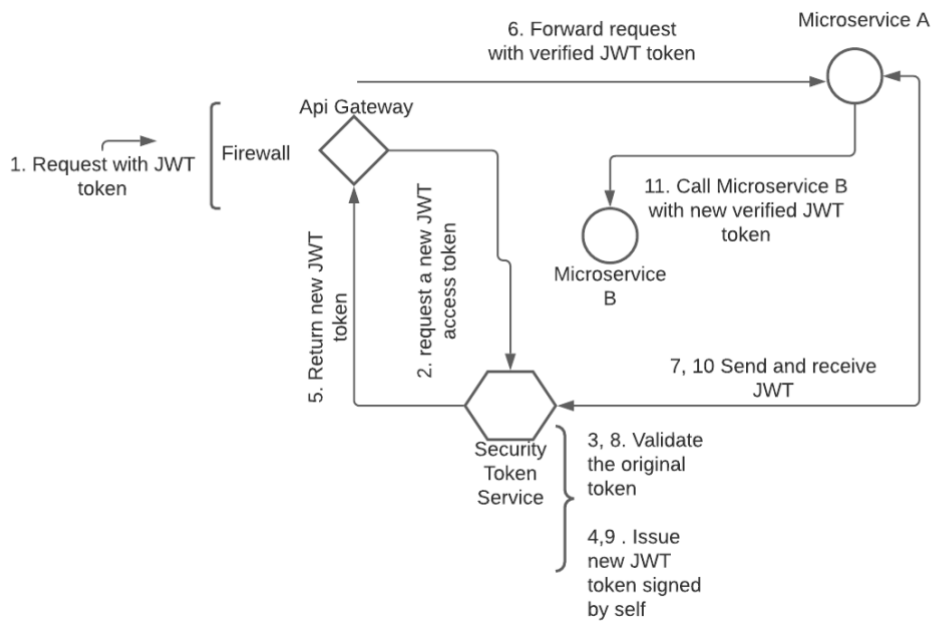 Microservice A
6. Forward request
with verified JWT token
Api Gateway
Firewall
1. Request with JWT
token
11. Call Microservice B
with new verified JWT
token
2. request a new JWT
access token
Microservice
B
5. Return new JWT
token
7, 10 Send and receive
JWT
Security
Token
Service
3, 8. Validate
the original
token
4,9 . Issue
new JWT
token signed
by self